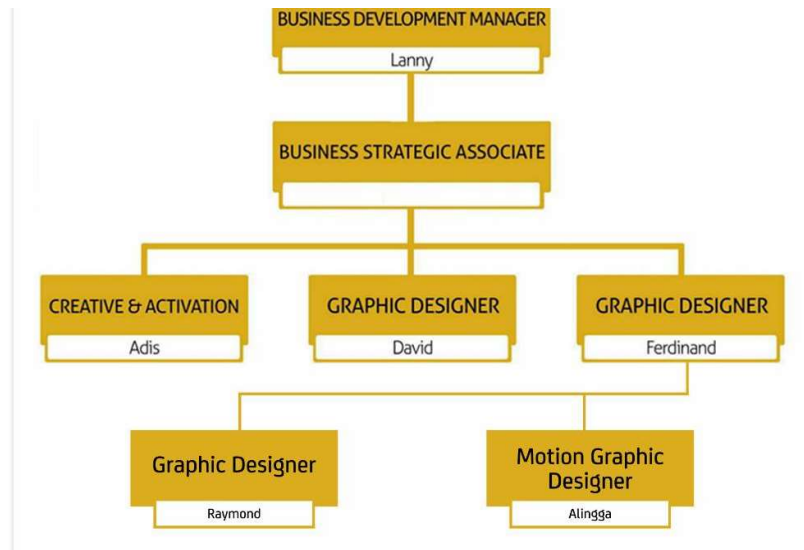 BUSINESS DEVELOPMENT MANAGER
Lanny
BUSINESS STRATEGIC ASSOCIATE
CREATIVE & ACTIVATION
Adis
GRAPHIC DESIGNER
David
GRAPHIC DESIGNER
Ferdinand
Graphic Designer
Raymond
Motion Graphic
Designer
Alingga